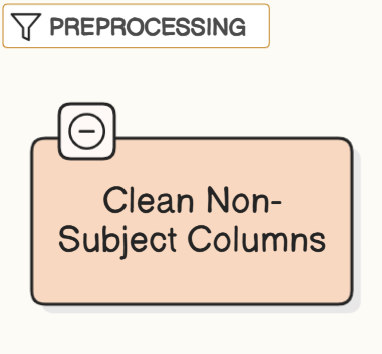 PREPROCESSING
Clean Non-
Subject Columns